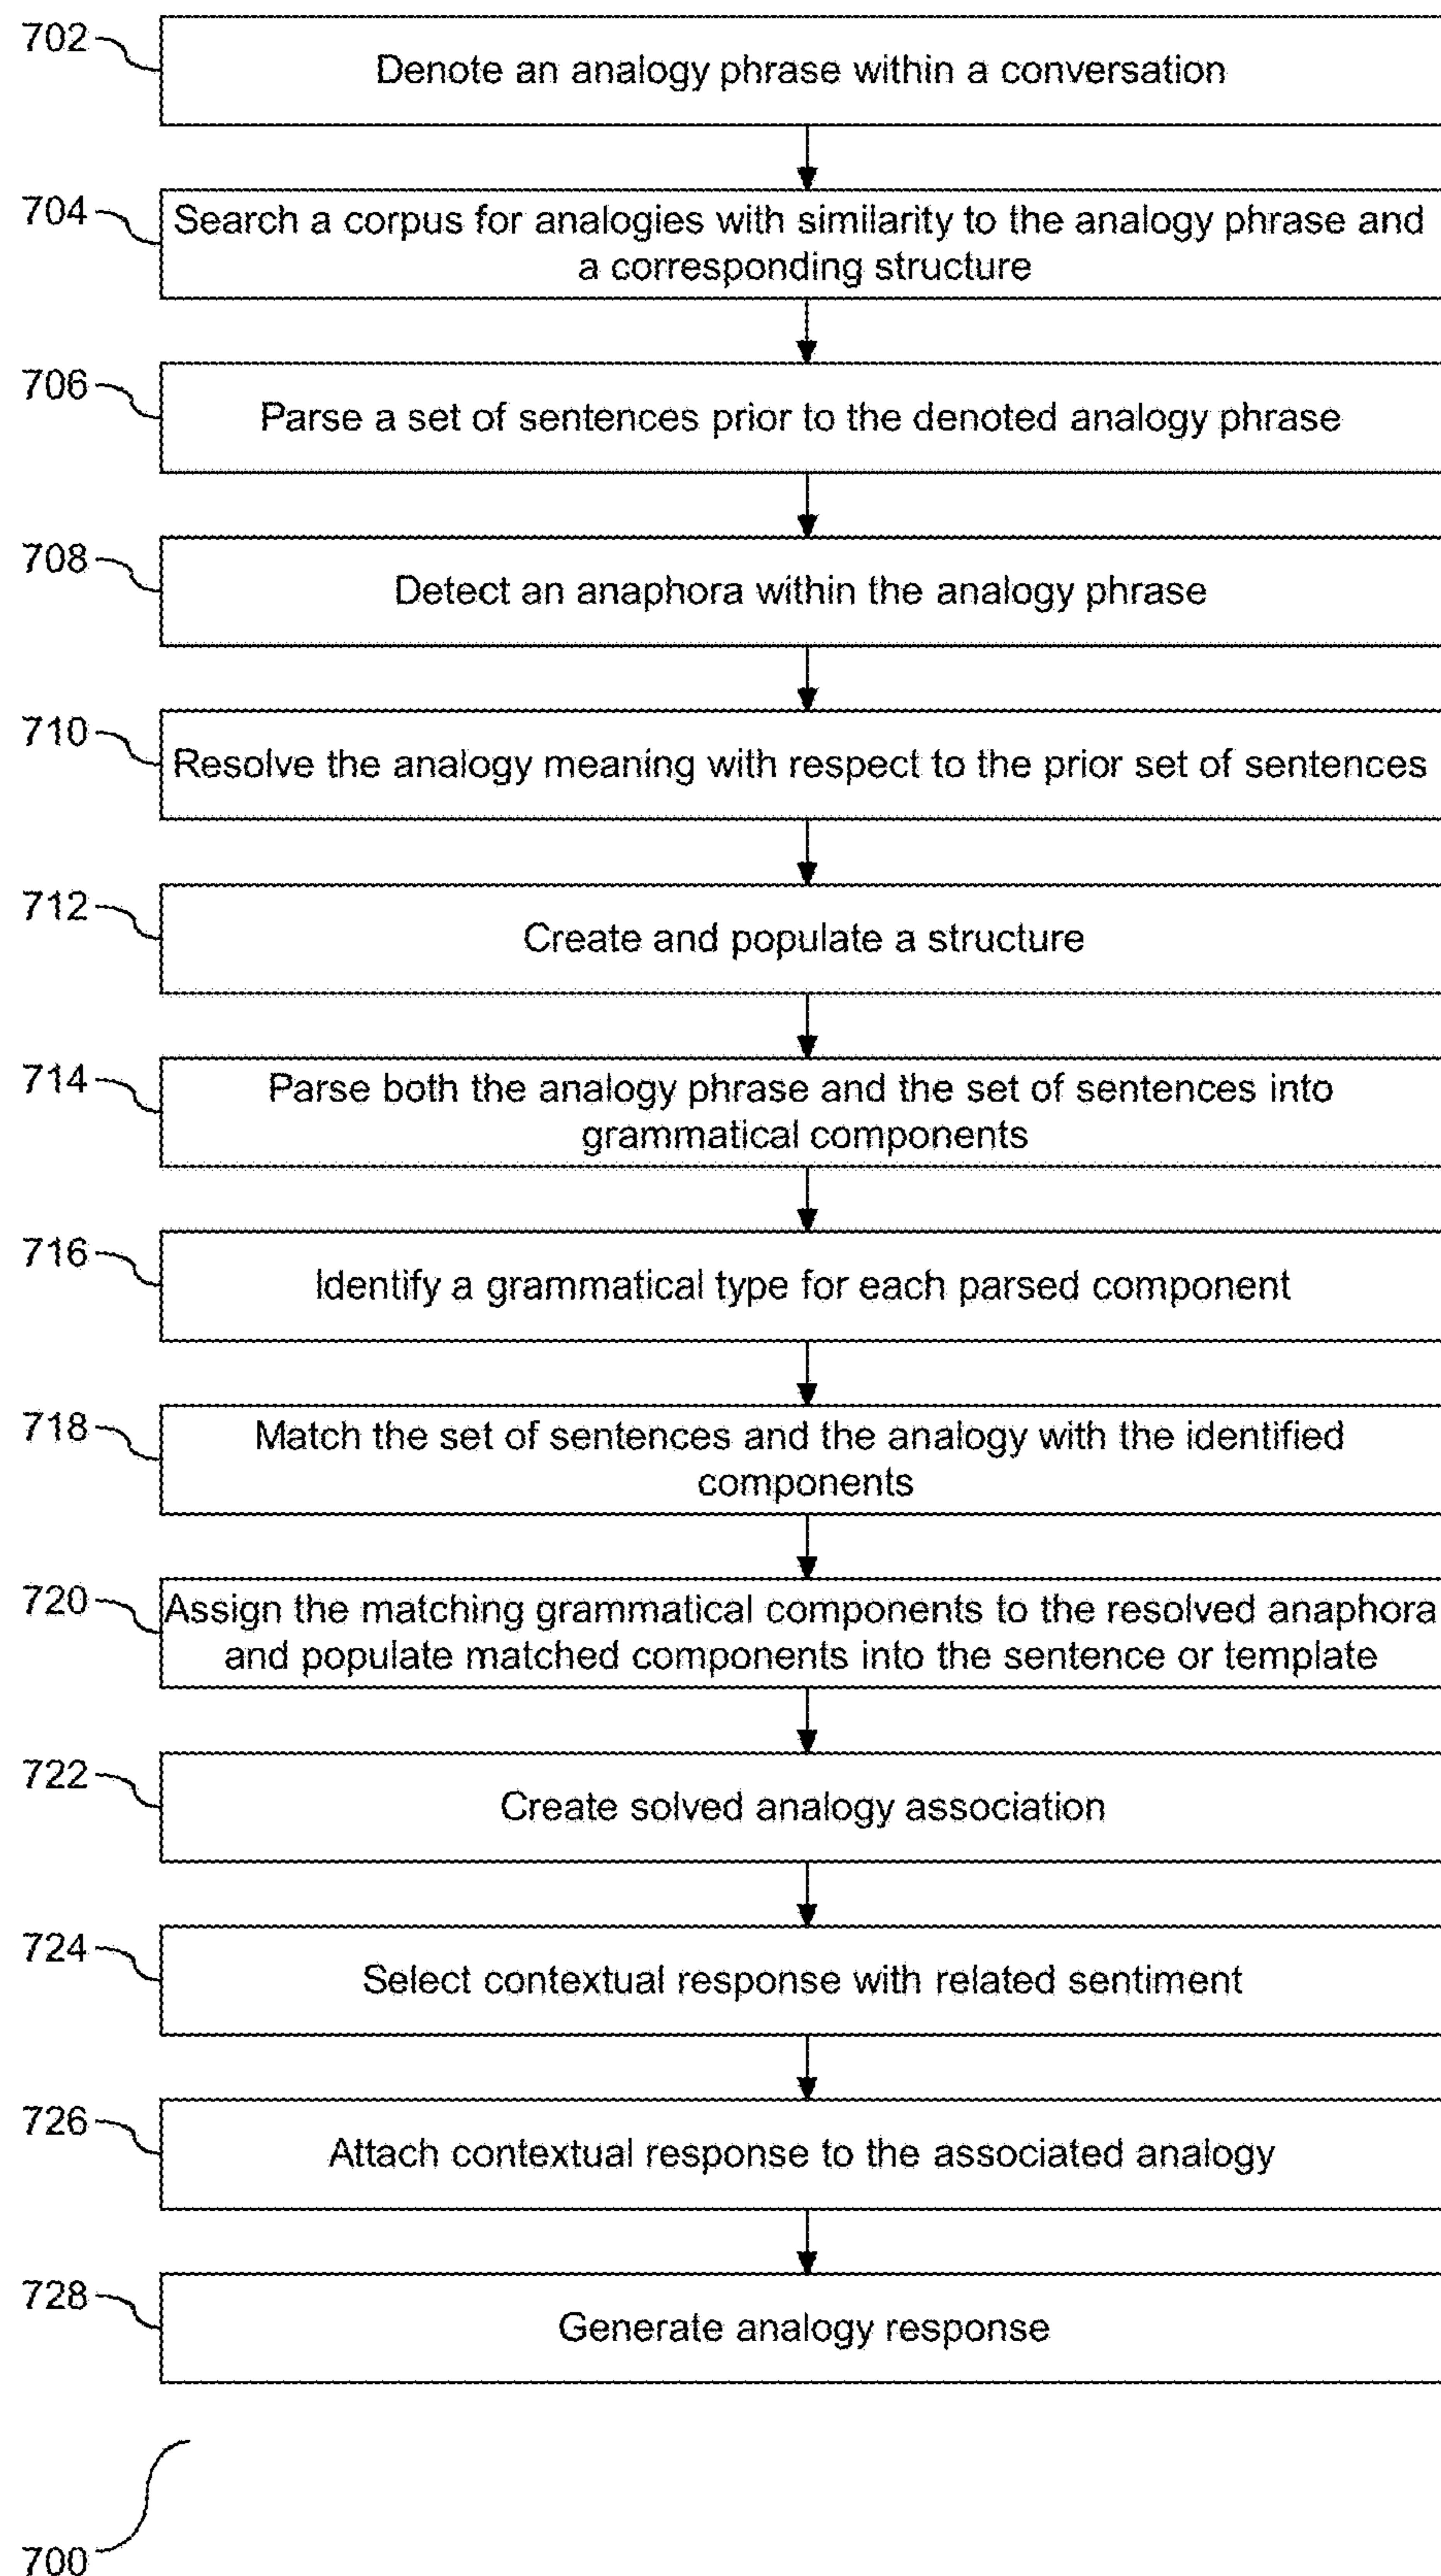 702
Denote an analogy phrase within a conversation
704
Search a corpus for analogies with similarity to the analogy phrase and
a corresponding structure
706
Parse a set of sentences prior to the denoted analogy phrase
708
Detect an anaphora within the analogy phrase
710
Resolve the analogy meaning with respect to the prior set of sentences
712
Create and populate a structure
714
Parse both the analogy phrase and the set of sentences into
grammatical components
716
Identify a grammatical type for each parsed component
718
Match the set of sentences and the analogy with the identified
components
720
Assign the matching grammatical components to the resolved anaphora
and populate matched components into the sentence or template
722
Create solved analogy association
724
Select contextual response with related sentiment
726
Attach contextual response to the associated analogy
728
Generate analogy response
700